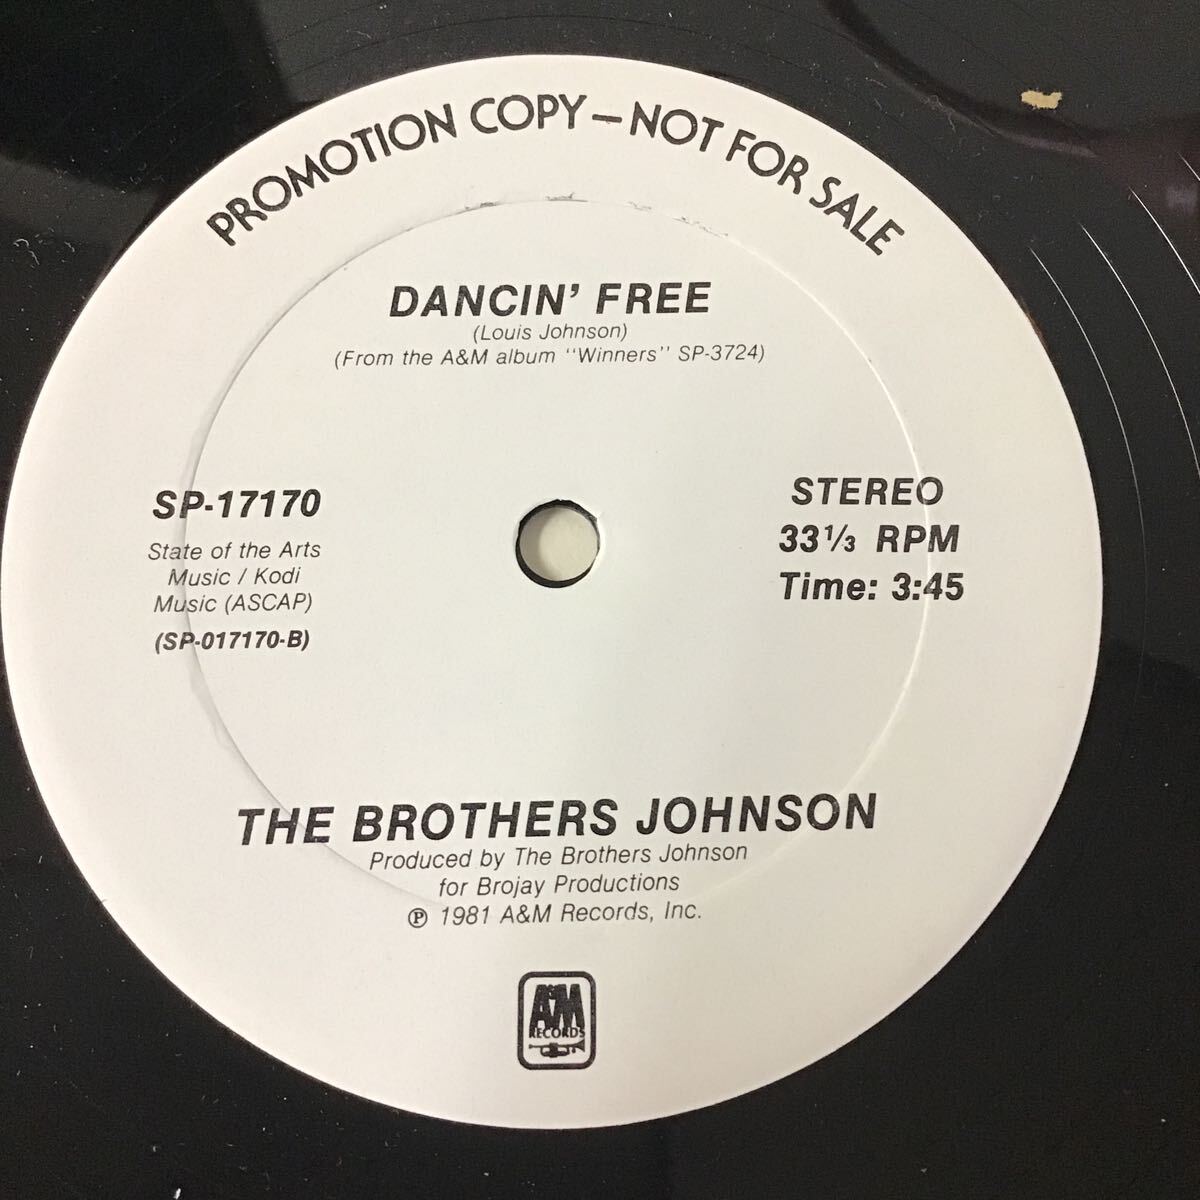 PROMOTION COPY—NOT FOR SALE
DANCIN' FREE
(Louis Johnson)
(From the A&M album "Winners" SP-3724)
SP-17170
State of the Arts
Music / Kodi
Music (ASCAP)
(SP-017170-B)
STEREO
33 1/3 RPM
Time: 3:45
THE BROTHERS JOHNSON
Produced by The Brothers Johnson
for Brojay Productions
℗ 1981 A&M Records, Inc.
A&M
RECORDS